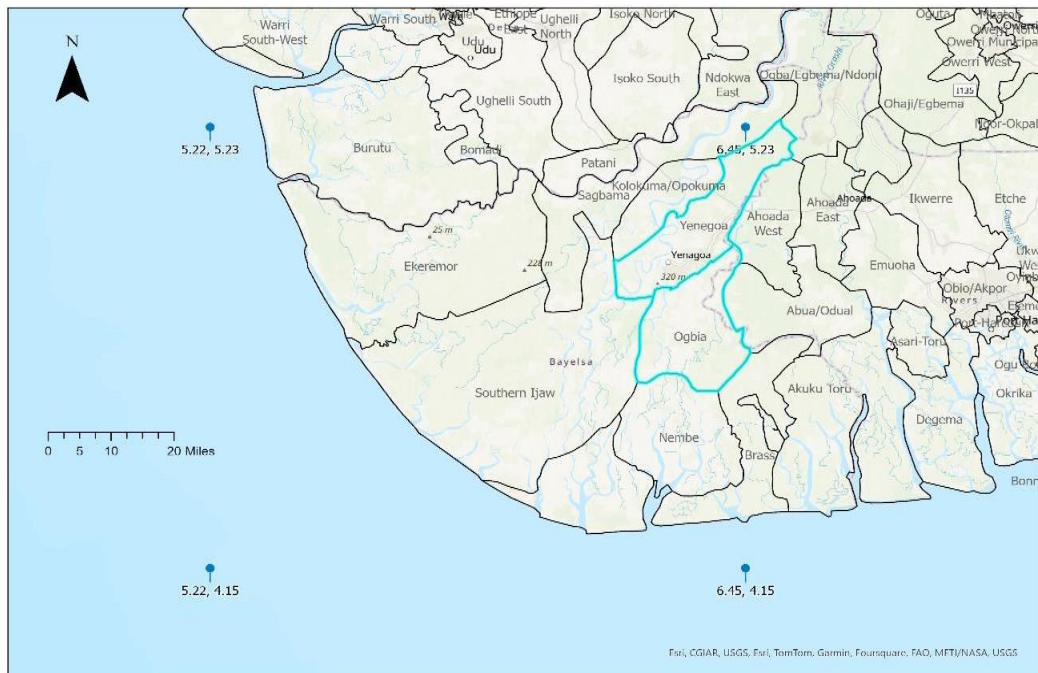 Warri
South-West
Warri South
Ethiope
East
Ughelli
North
Isoko North
Udu
Udu
Isoko South
Ndokwa
East
Ogba/Egbema/Ndoni
Oguta
Owerri West
Ohaji/Egbema
1135
N
Ughelli South
Burutu
Bomadi
5.22, 5.23
6.45, 5.23
Patani
Sagbama
Kolokuma/Opokuma
Yenegoa
Yenagoa
Ahoada
West
Ahoada
East
Ahoada
Ikwerre
Etche
25 m
Ekeremor
228 m
320 m
Emuoha
Obio/Akpor
Rivers
Abua/Odual
Ogbia
Asari-Toru
Bayelsa
Southern Ijaw
Akuku Toru
Okrika
Degema
Nembe
Brass
0 5 10 20 Miles
5.22, 4.15
6.45, 4.15
Esri, CGIAR, USGS, Esri, TomTom, Garmin, Foursquare, FAO, METI/NASA, USGS